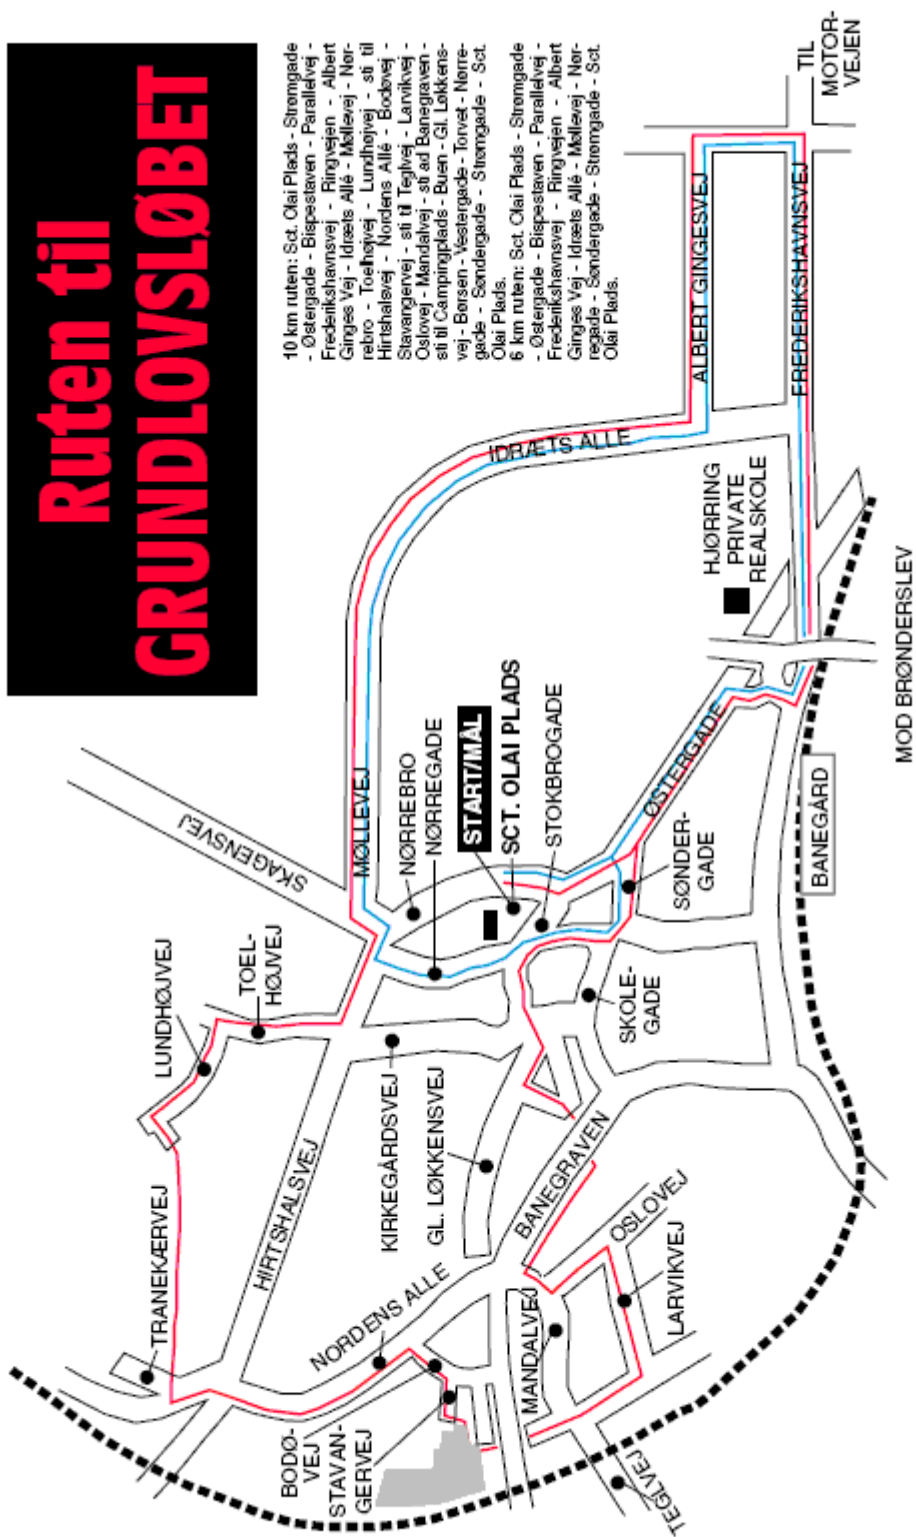 Ruten til
GRUNDLOVSLØBET
10 km ruten: Sct. Olai Plads - Strømgade
- Østergade - Bispestaven - Parallelvej -
Frederikshavnsvej - Ringvejen - Albert
Ginges Vej - Idræts Allé - Møllevej - Nør-
rebro - Toelhøjvej - Lundhøjvej - sti til
Hirtshalsvej - Nordens Allé - Bodøvej -
Stavangervej - sti til Teglvej - Larvikvej -
Oslovej - Mandalvej - sti ad Banegraven -
sti til Campingplads - Buen - Gl. Løkkens-
vej - Børsen - Vestergade - Torvet - Nørre-
gade - Søndergade - Strømgade - Sct.
Olai Plads.
6 km ruten: Sct. Olai Plads - Strømgade
- Østergade - Bispestaven - Parallelvej -
Frederikshavnsvej - Ringvejen - Albert
Ginges Vej - Idræts Allé - Møllevej - Nør-
regade - Søndergade - Strømgade - Sct.
Olai Plads.
TIL
MOTOR-
VEJEN
ALBERT GINGESVEJ
FREDERIKSHAVNSVEJ
IDRÆTS ALLE
HJØRRING
PRIVATE
REALSKOLE
MOD BRØNDERSLEV
SKAGENSVEJ
MØLLEVEJ
NØRREBRO
NØRREGADE
START/MÅL
SCT. OLAI PLADS
STOKBROGADE
ØSTERGADE
SØNDER-
GADE
BANEGÅRD
LUNDHØJVEJ
TOEL-
HØJVEJ
SKOLE-
GADE
KIRKEGÅRDSVEJ
GL. LØKKENSVEJ
HIRTSHALSVEJ
TRANEKÆRVEJ
BANEGRAVEN
OSLOVEJ
NORDENS ALLE
MANDALVEJ
LARVIKVEJ
BODØ-
VEJ
STAVAN-
GERVEJ
TEGLVEJ